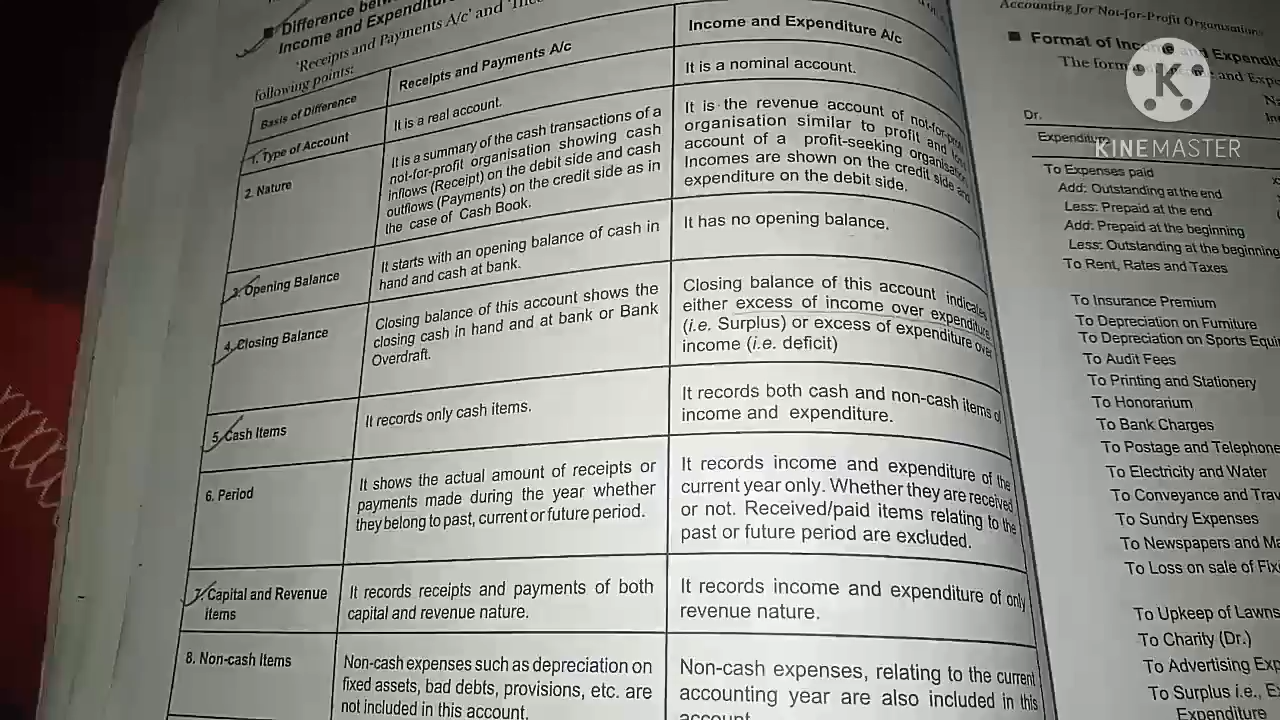 ■ Difference
Income and
'Receipts and Payments A/c' and
following points:
Basis of Difference
Receipts and Payments A/c
Income and Expenditure A/c
1. Type of Account
It is a real account.
It is a nominal account.
2. Nature
It is a summary of the cash transactions of a
not-for-profit organisation showing cash
inflows (Receipt) on the debit side and cash
outflows (Payments) on the credit side as in
the case of Cash Book.
It is the revenue account of
organisation similar to profit and
account of a profit-seeking
Incomes are shown on the credit side and
expenditure on the debit side.
3. Opening Balance
It starts with an opening balance of cash in
hand and cash at bank.
It has no opening balance.
4. Closing Balance
Closing balance of this account shows the
closing cash in hand and at bank or Bank
Overdraft.
Closing balance of this account
either excess of income over expenditure
(i.e. Surplus) or excess of expenditure over
income (i.e. deficit)
5. Cash Items
It records only cash items.
It records both cash and non-cash items of
income and expenditure.
6. Period
It shows the actual amount of receipts or
payments made during the year whether
they belong to past, current or future period.
It records income and expenditure of the
current year only. Whether they are received
or not. Received/paid items relating to the
past or future period are excluded.
7. Capital and Revenue
items
It records receipts and payments of both
capital and revenue nature.
It records income and expenditure of only
revenue nature.
8. Non-cash Items
Non-cash expenses such as depreciation on
fixed assets, bad debts, provisions, etc. are
not included in this account.
Non-cash expenses, relating to the current
accounting year are also included in this
account.
Accounting for Not-for-Profit Organisations
■ Format of
The
and
Dr.
KINEMASTER
To Expenses paid
Add: Outstanding at the end
Less: Prepaid at the end
Add: Prepaid at the beginning
Less: Outstanding at the beginning
To Rent, Rates and Taxes
To Insurance Premium
To Depreciation on Furniture
To Depreciation on Sports
To Audit Fees
To Printing and Stationery
To Honorarium
To Bank Charges
To Postage and Telephone
To Electricity and Water
To Conveyance and
To Sundry Expenses
To Newspapers and
To Loss on sale of
To Upkeep of Lawns
To Charity (Dr.)
To Advertising
To Surplus i.e.,
Expenditure